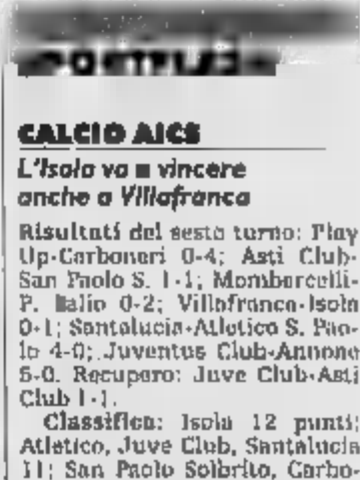 CALCIO AICS
L'Isola va a vincere
anche a Villafranca
Risultati del sesto turno: Play
Up-Carboneri 0-4; Asti Club-
San Paolo S. 1-1; Mombercelli-
P. Italio 0-2; Villafranca-Isola
0-1; Santalucia-Atletico S. Pao-
lo 4-0; Juventus Club-Annone
5-0. Recupero: Juve Club-Asti
Club 1-1.
Classifica: Isola 12 punti;
Atletico, Juve Club, Santalucia
11; San Paolo Solbrito, Carbo-